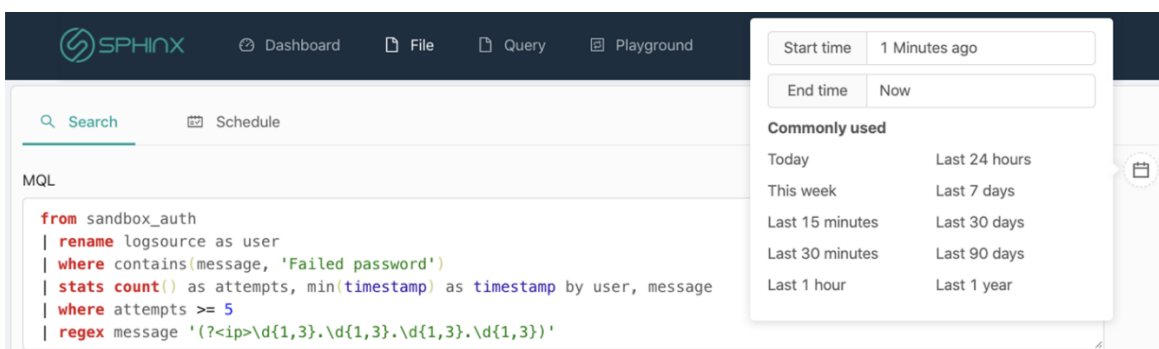 SPHINX Dashboard File Query Playground
Search Schedule
MQL
from sandbox_auth
| rename logsource as user
| where contains(message, 'Failed password')
| stats count() as attempts, min(timestamp) as timestamp by user, message
| where attempts >= 5
| regex message '(?<ip>\d{1,3}.\d{1,3}.\d{1,3}.\d{1,3})'
Start time 1 Minutes ago
End time Now
Commonly used
Today Last 24 hours
This week Last 7 days
Last 15 minutes Last 30 days
Last 30 minutes Last 90 days
Last 1 hour Last 1 year